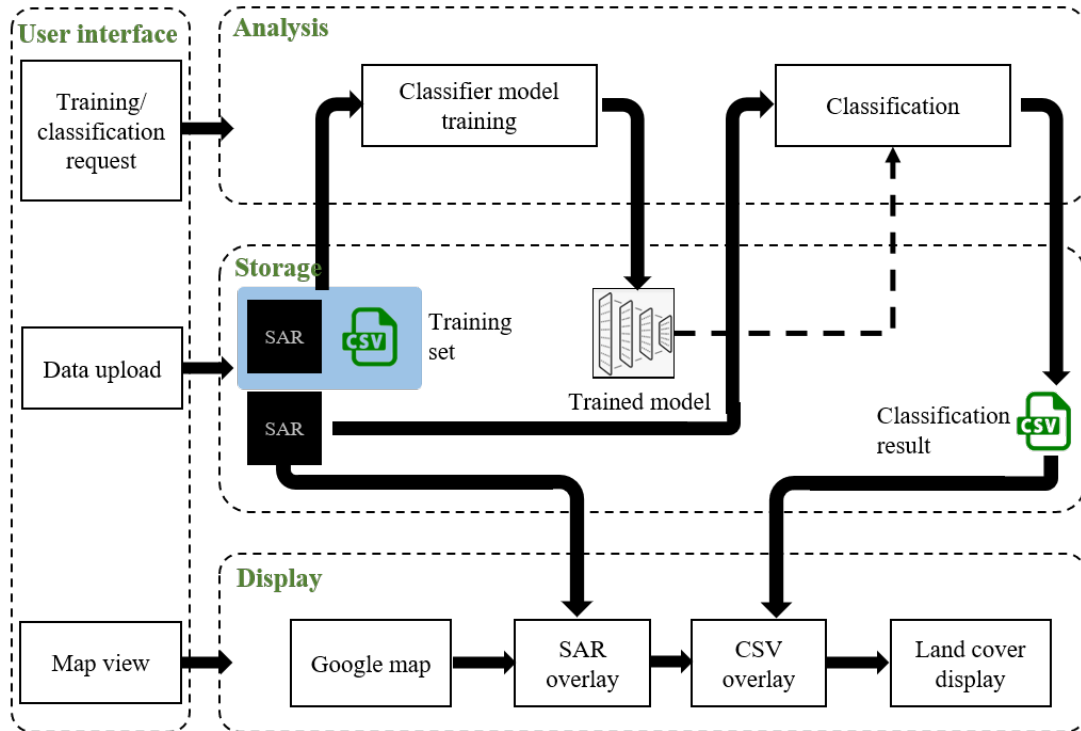 User interface
Training/
classification
request
Data upload
Map view
Analysis
Classifier model
training
Classification
Storage
SAR
CSV
Training
set
SAR
Trained model
Classification
result
CSV
Display
Google map
SAR
overlay
CSV
overlay
Land cover
display